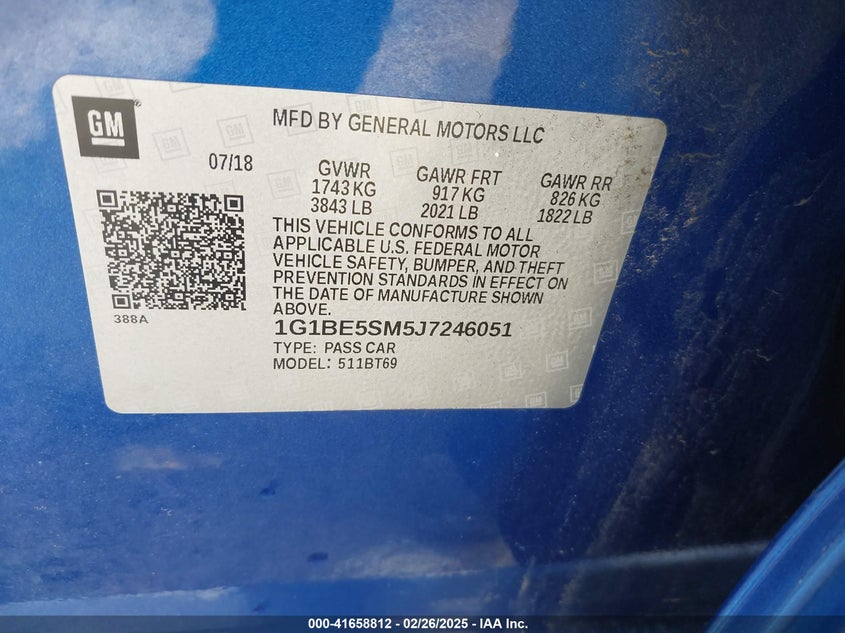 GM®
MFD BY GENERAL MOTORS LLC
07/18
GVWR GAWR FRT GAWR RR
1743 KG 917 KG 826 KG
3843 LB 2021 LB 1822 LB
THIS VEHICLE CONFORMS TO ALL
APPLICABLE U.S. FEDERAL MOTOR
VEHICLE SAFETY, BUMPER, AND THEFT
PREVENTION STANDARDS IN EFFECT ON
THE DATE OF MANUFACTURE SHOWN
ABOVE.
388A
1G1BE5SM5J7246051
TYPE: PASS CAR
MODEL: 511BT69
000-41658812 - 02/26/2025 - IAA Inc.